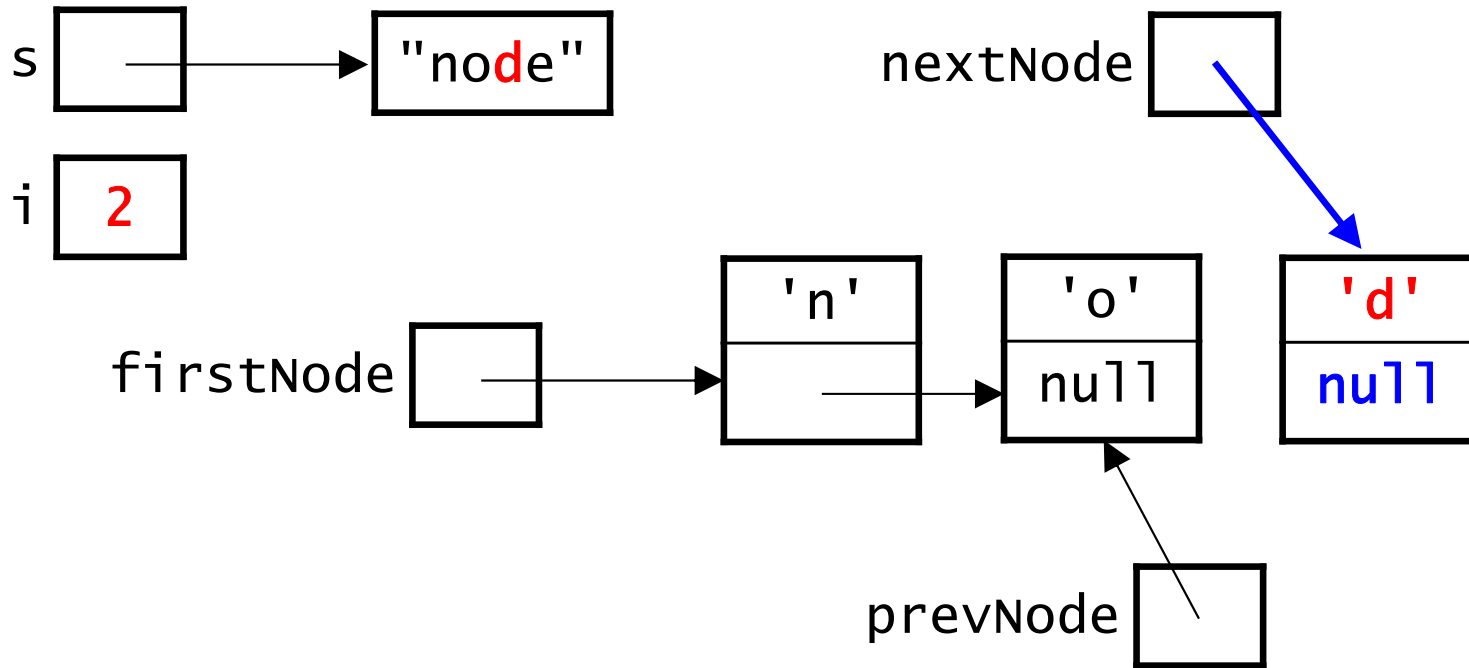 s
"node"
nextNode
i
2
'n'
'o'
'd'
firstNode
null
null
prevNode